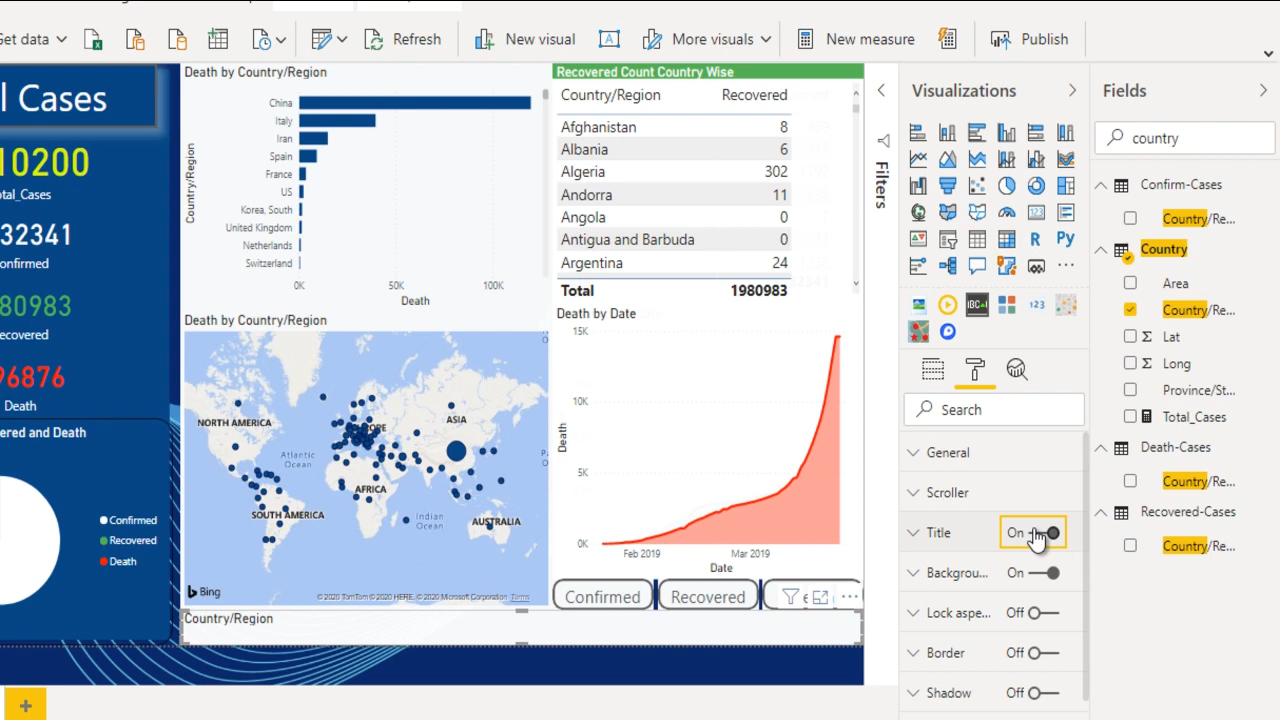 Get data
Refresh
New visual
More visuals
New measure
Publish
l Cases
10200
otal_Cases
32341
onfirmed
80983
ecovered
96876
Death
ered and Death
Confirmed
Recovered
Death
Death by Country/Region
Country/Region
China
Italy
Iran
Spain
France
US
Korea, South
United Kingdom
Netherlands
Switzerland
0K
50K
100K
Death
Recovered Count Country Wise
Country/Region Recovered
Afghanistan 8
Albania 6
Algeria 302
Andorra 11
Angola 0
Antigua and Barbuda 0
Argentina 24
Total 1980983
Death by Country/Region
NORTH AMERICA
EUROPE
ASIA
Atlantic
Ocean
AFRICA
SOUTH AMERICA
Indian
Ocean
AUSTRALIA
Bing
© 2020 TomTom © 2020 HERE, © 2020 Microsoft Corporation Terms
Death by Date
15K
10K
5K
0K
Death
Feb 2019
Mar 2019
Date
Confirmed
Recovered
Country/Region
Filters
Visualizations
R
Py
IBC
123
Search
General
Scroller
Title On
Backgrou... On
Lock aspe... Off
Border Off
Shadow Off
Fields
country
Confirm-Cases
Country/Re...
Country
Area
Country/Re...
Lat
Long
Province/St...
Total_Cases
Death-Cases
Country/Re...
Recovered-Cases
Country/Re...